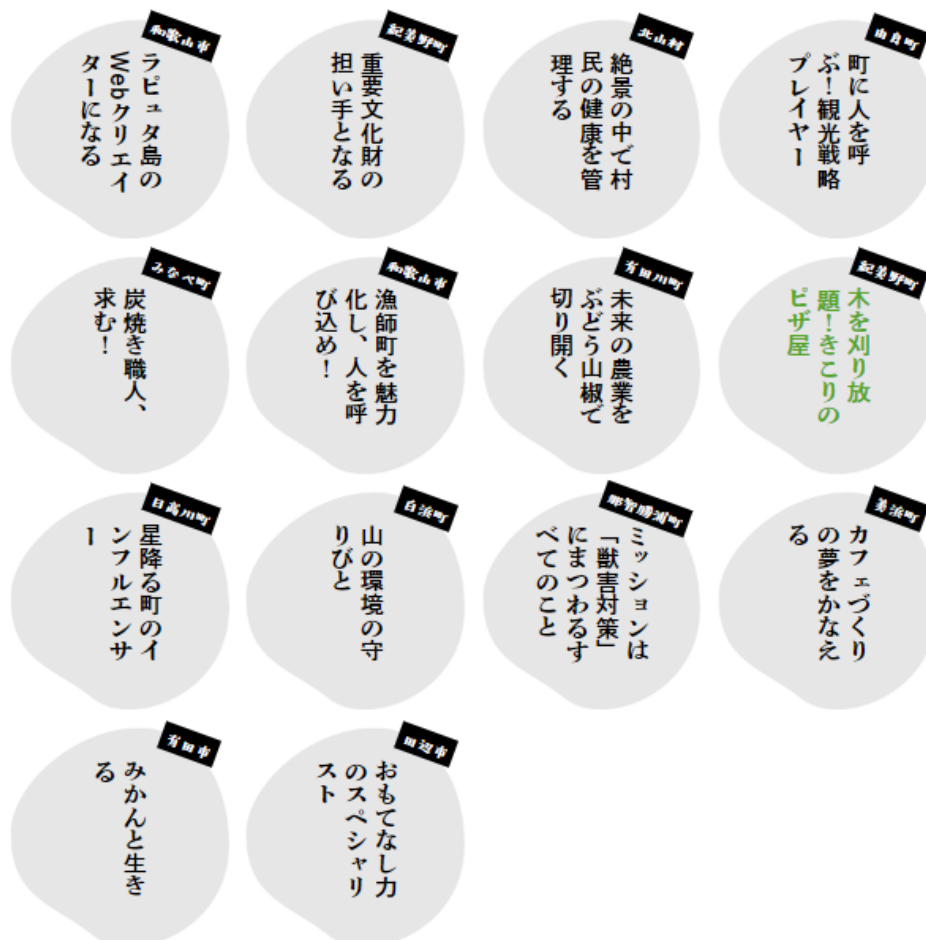 和歌山市
ラピュタ島の
Webクリエイ
ターになる
紀美野町
重要文化財の
担い手となる
北山村
絶景の中で村
民の健康を管
理する
由良町
町に人を呼
ぶ！観光戦略
プレイヤー
みなべ町
炭焼き職人、
求む！
和歌山市
漁師町を魅力
化し、人を呼
び込め！
有田川町
未来の農業を
ぶどう山椒で
切り開く
紀美野町
木を刈り放
題！きこりの
ピザ屋
日高川町
星降る町のイ
ンフルエンサ
ー
白浜町
山の環境の守
りびと
那智勝浦町
ミッションは
「獣害対策」
にまつわるす
べてのこと
美浜町
カフェづくり
の夢をかなえ
る
有田市
みかんと生き
る
田辺市
おもてなし力
のスペシャリ
スト